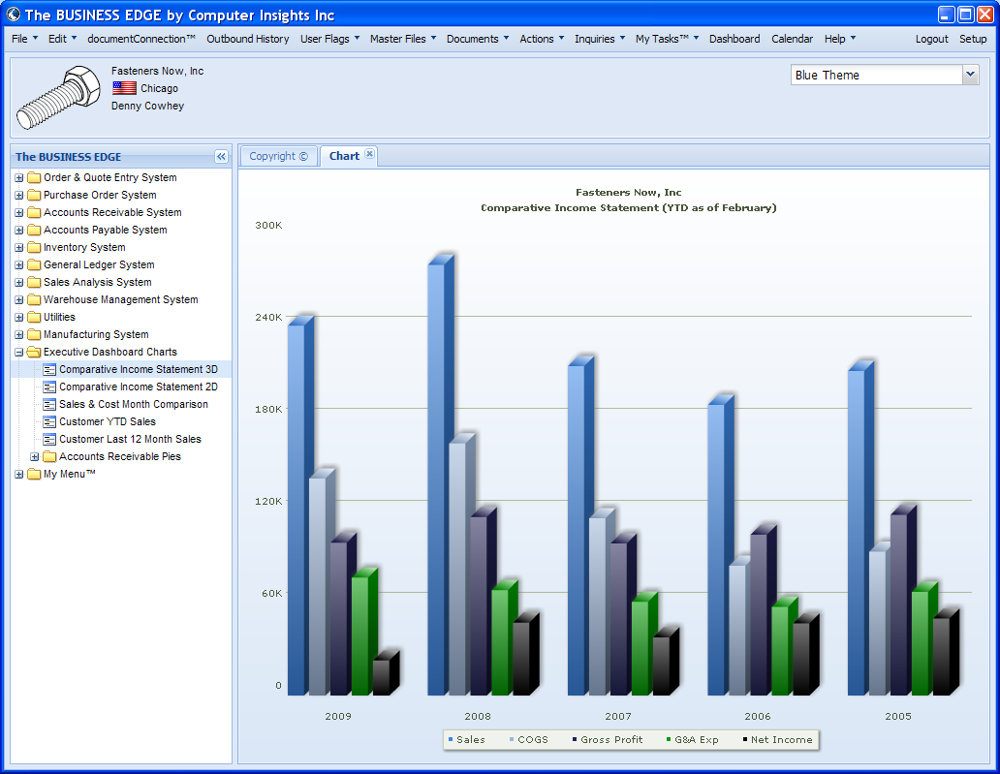 The BUSINESS EDGE by Computer Insights Inc
File Edit documentConnection™ Outbound History User Flags Master Files Documents Actions Inquiries My Tasks™ Dashboard Calendar Help Logout Setup
Fasteners Now, Inc
Chicago
Denny Cowhey
Blue Theme
The BUSINESS EDGE
Order & Quote Entry System
Purchase Order System
Accounts Receivable System
Accounts Payable System
Inventory System
General Ledger System
Sales Analysis System
Warehouse Management System
Utilities
Manufacturing System
Executive Dashboard Charts
Comparative Income Statement 3D
Comparative Income Statement 2D
Sales & Cost Month Comparison
Customer YTD Sales
Customer Last 12 Month Sales
Accounts Receivable Pies
My Menu™
Copyright © Chart
Fasteners Now, Inc
Comparative Income Statement (YTD as of February)
300K
240K
180K
120K
60K
0
2009 2008 2007 2006 2005
Sales COGS Gross Profit G&A Exp Net Income